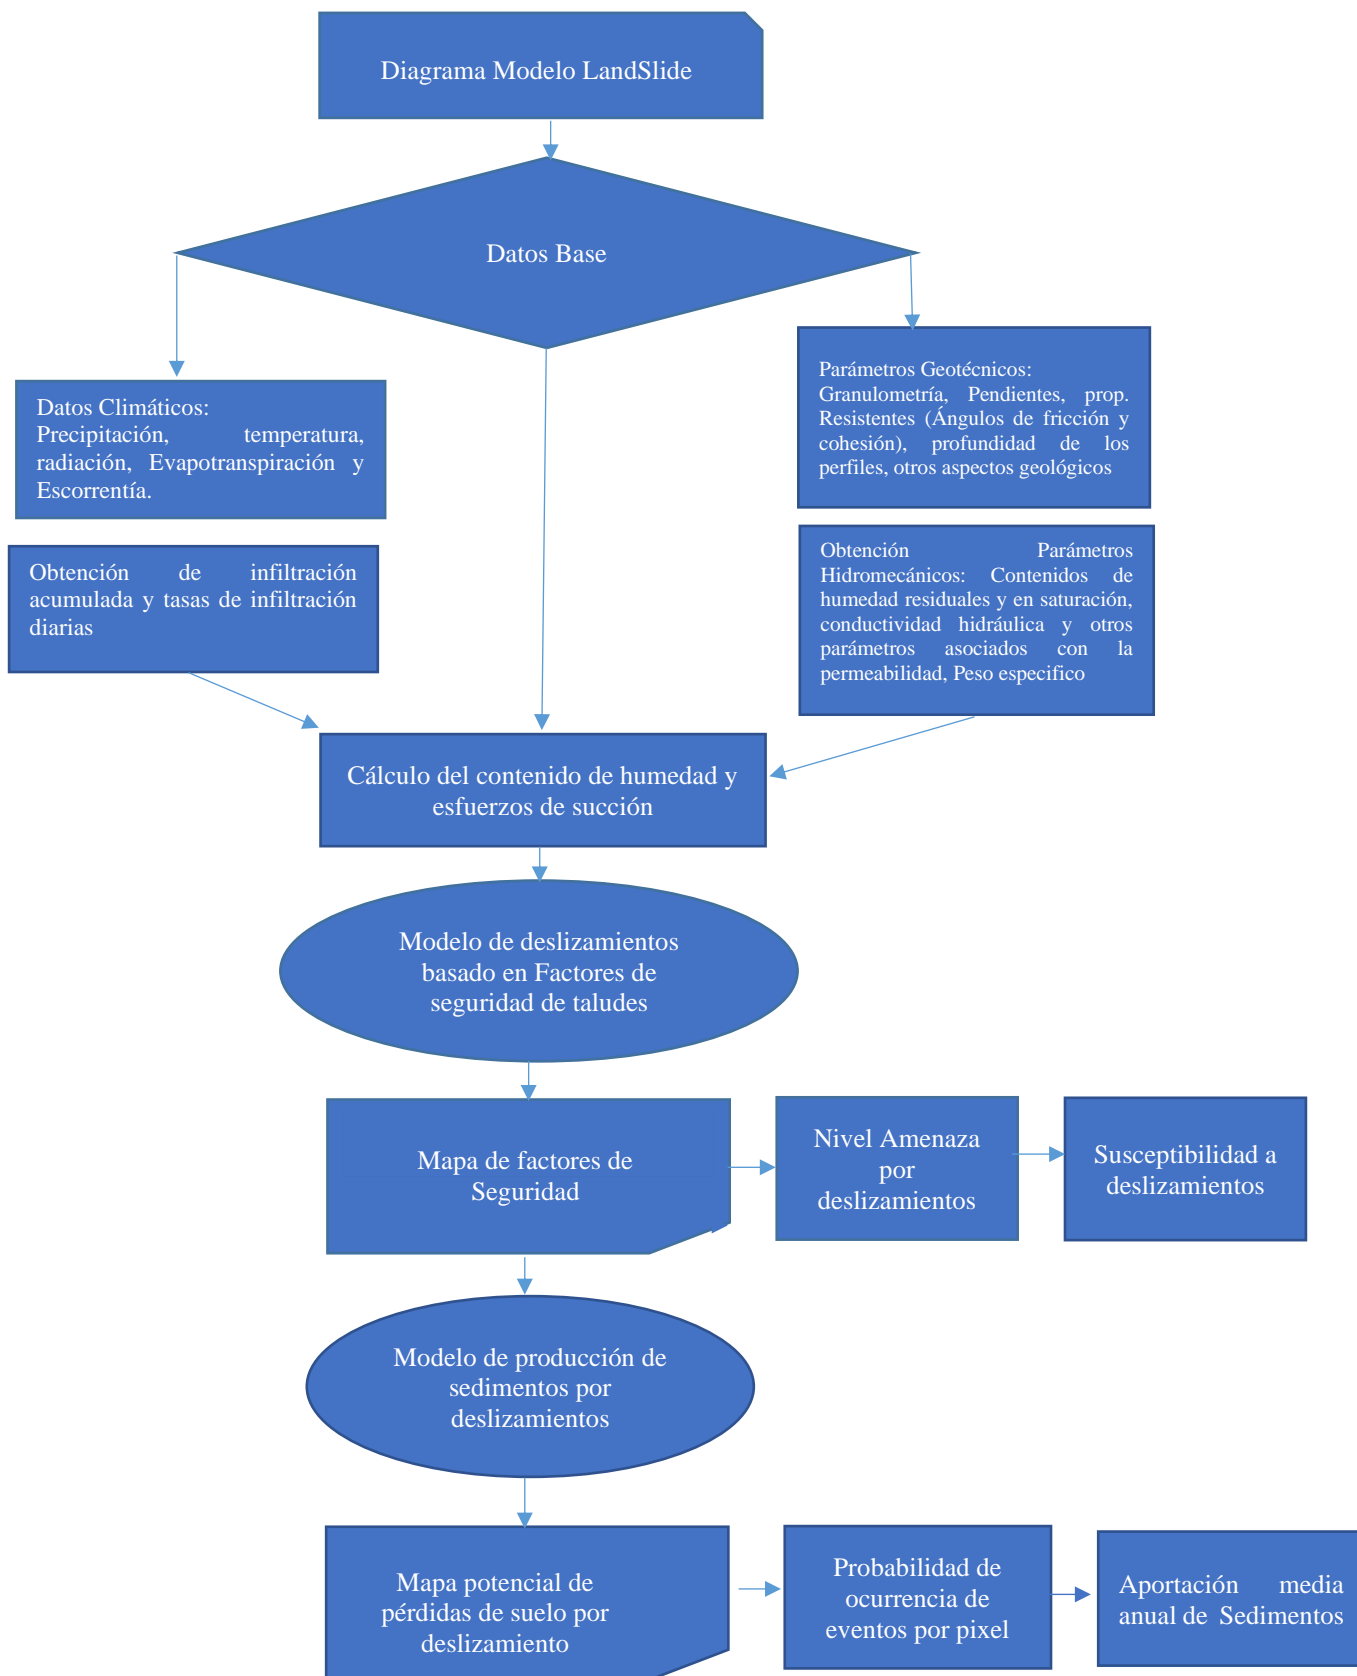 Diagrama Modelo LandSlide
Datos Base
Datos Climáticos:
Precipitación, temperatura,
radiación, Evapotranspiración y
Escorrentía.
Parámetros Geotécnicos:
Granulometría, Pendientes, prop.
Resistentes (Ángulos de fricción y
cohesión), profundidad de los
perfiles, otros aspectos geológicos
Obtención de infiltración
acumulada y tasas de infiltración
diarias
Obtención Parámetros
Hidromecánicos: Contenidos de
humedad residuales y en saturación,
conductividad hidráulica y otros
parámetros asociados con la
permeabilidad, Peso especifico
Cálculo del contenido de humedad y
esfuerzos de succión
Modelo de deslizamientos
basado en Factores de
seguridad de taludes
Mapa de factores de
Seguridad
Nivel Amenaza
por
deslizamientos
Susceptibilidad a
deslizamientos
Modelo de producción de
sedimentos por
deslizamientos
Mapa potencial de
pérdidas de suelo por
deslizamiento
Probabilidad de
ocurrencia de
eventos por pixel
Aportación media
anual de Sedimentos